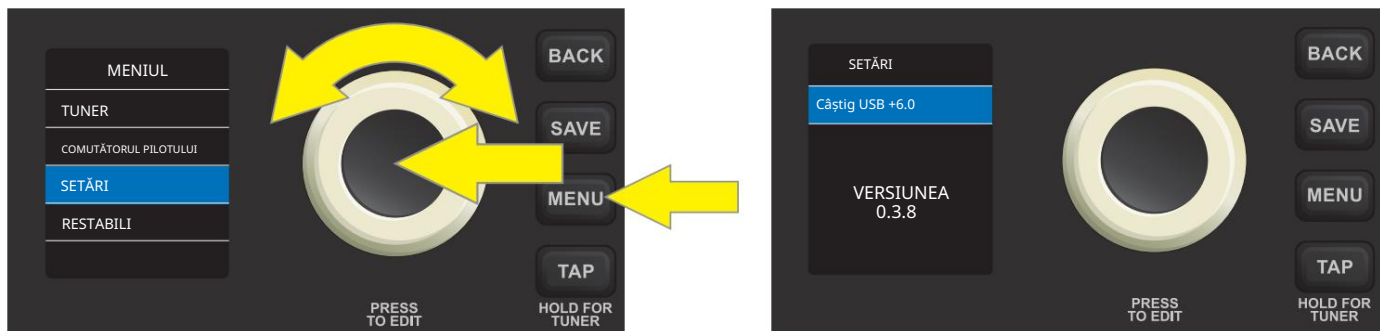 MENIUL
TUNER
COMUTĂTORUL PILOTULUI
SETĂRI
RESTABILI
BACK
SAVE
MENU
TAP
PRESS
TO EDIT
HOLD FOR
TUNER
SETĂRI
Câștig USB +6.0
VERSIUNEA
0.3.8
BACK
SAVE
MENU
TAP
PRESS
TO EDIT
HOLD FOR
TUNER